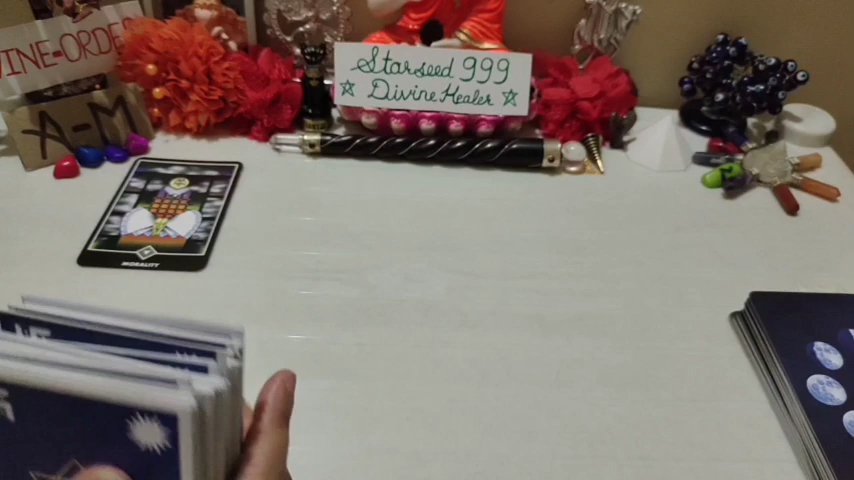 VINE-ORDER
A-M
Starseed 999
Divine Healer
MORALITY